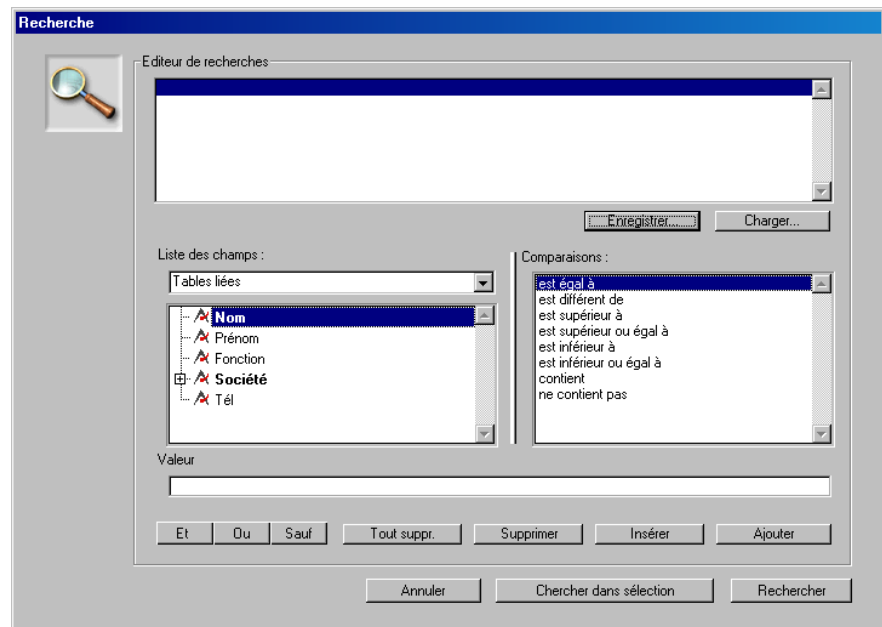 Recherche
Editeur de recherches
Enregistrer...
Charger...
Liste des champs :
Tables liées
Nom
Prénom
Fonction
Société
Tél
Comparaisons :
est égal à
est différent de
est supérieur à
est supérieur ou égal à
est inférieur à
est inférieur ou égal à
contient
ne contient pas
Valeur
Et Ou Sauf Tout suppr. Supprimer Insérer Ajouter
Annuler Chercher dans sélection Rechercher